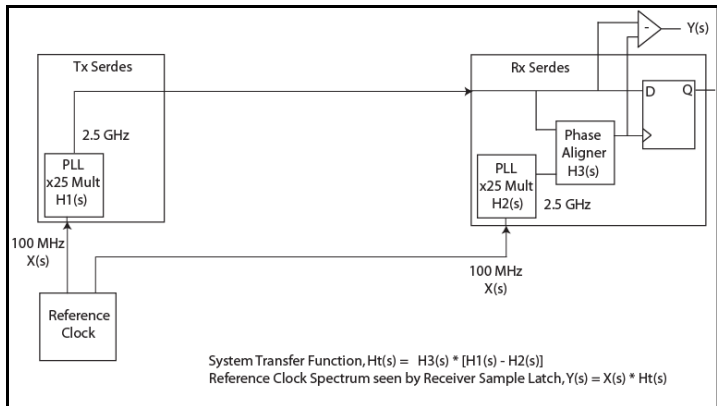 Y(s)
-
Tx Serdes
Rx Serdes
D Q
2.5 GHz
Phase
Aligner
H3(s)
PLL
x25 Mult
H1(s)
PLL
x25 Mult
H2(s)
2.5 GHz
100 MHz
X(s)
100 MHz
X(s)
Reference
Clock
System Transfer Function, Ht(s) = H3(s) * [H1(s) - H2(s)]
Reference Clock Spectrum seen by Receiver Sample Latch, Y(s) = X(s) * Ht(s)